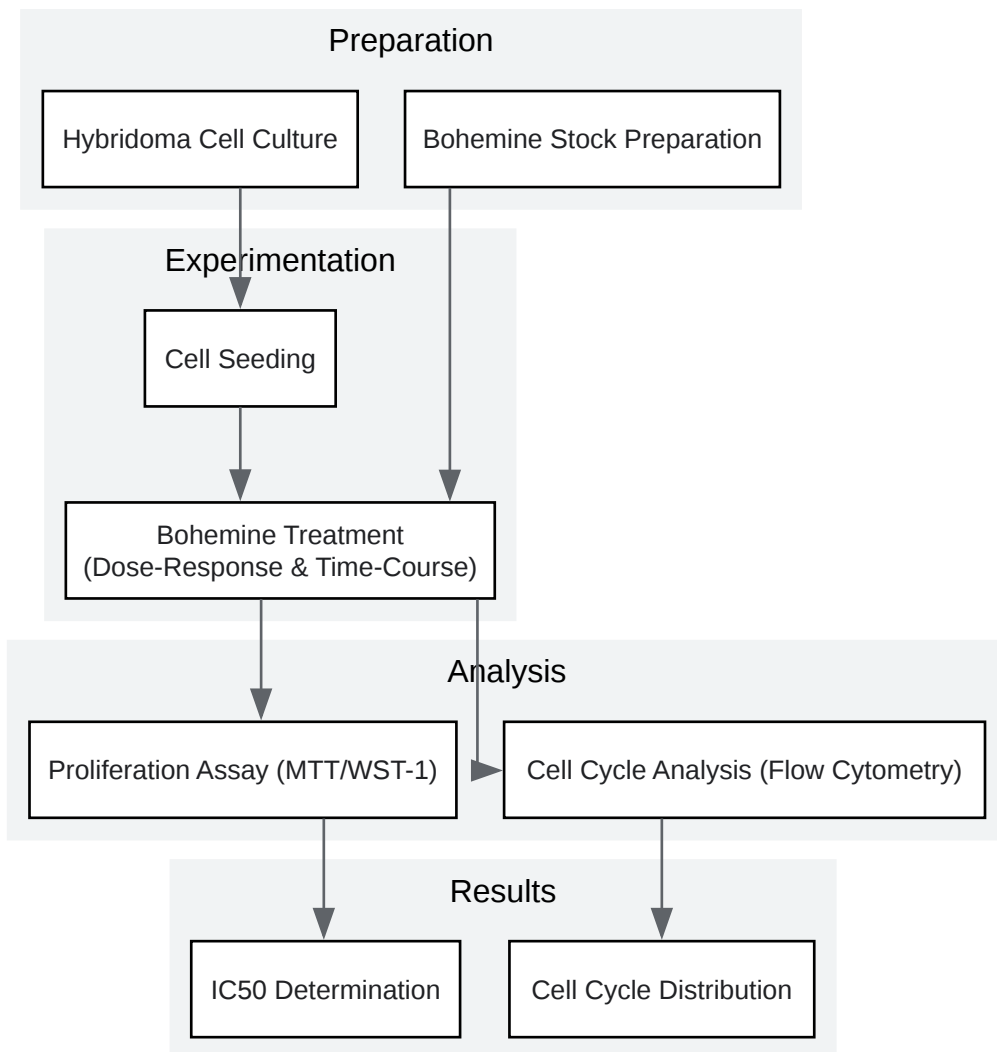 Preparation
Hybridoma Cell Culture
Bohemine Stock Preparation
Experimentation
Cell Seeding
Bohemine Treatment
(Dose-Response & Time-Course)
Analysis
Proliferation Assay (MTT/WST-1)
Cell Cycle Analysis (Flow Cytometry)
Results
IC50 Determination
Cell Cycle Distribution